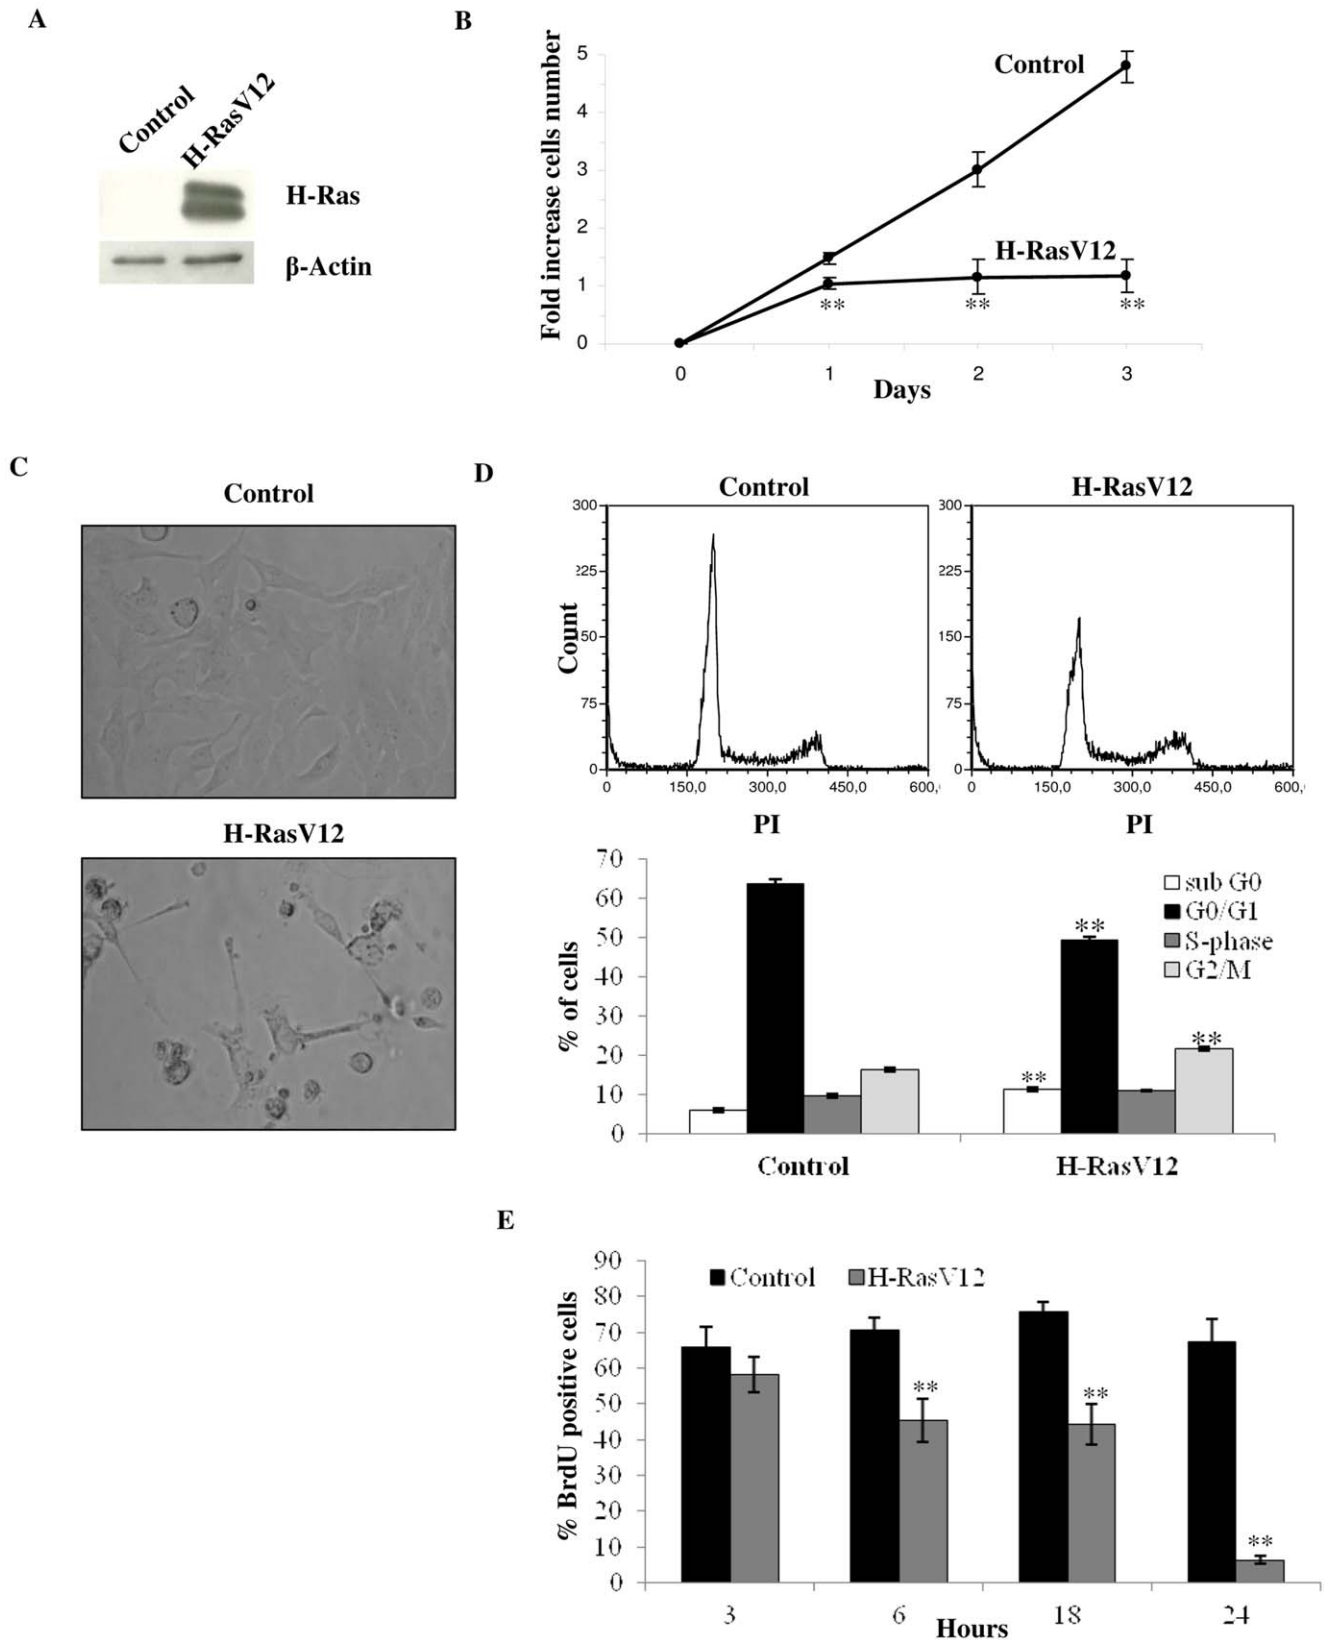 A
Control
H-RasV12
H-Ras
β-Actin
B
Fold increase cells number
5
4
3
2
1
0
Control
H-RasV12
**
**
**
0
1
2
3
Days
C
Control
H-RasV12
D
Control
H-RasV12
Count
300
225
150
75
0
0
150,0
300,0
450,0
600,
PI
300
225
150
75
0
0
150,0
300,0
450,0
600,
PI
% of cells
70
60
50
40
30
20
10
0
sub G0
G0/G1
S-phase
G2/M
**
**
**
Control
H-RasV12
E
% BrdU positive cells
90
80
70
60
50
40
30
20
10
0
Control
H-RasV12
**
**
**
3
6
18
24
Hours